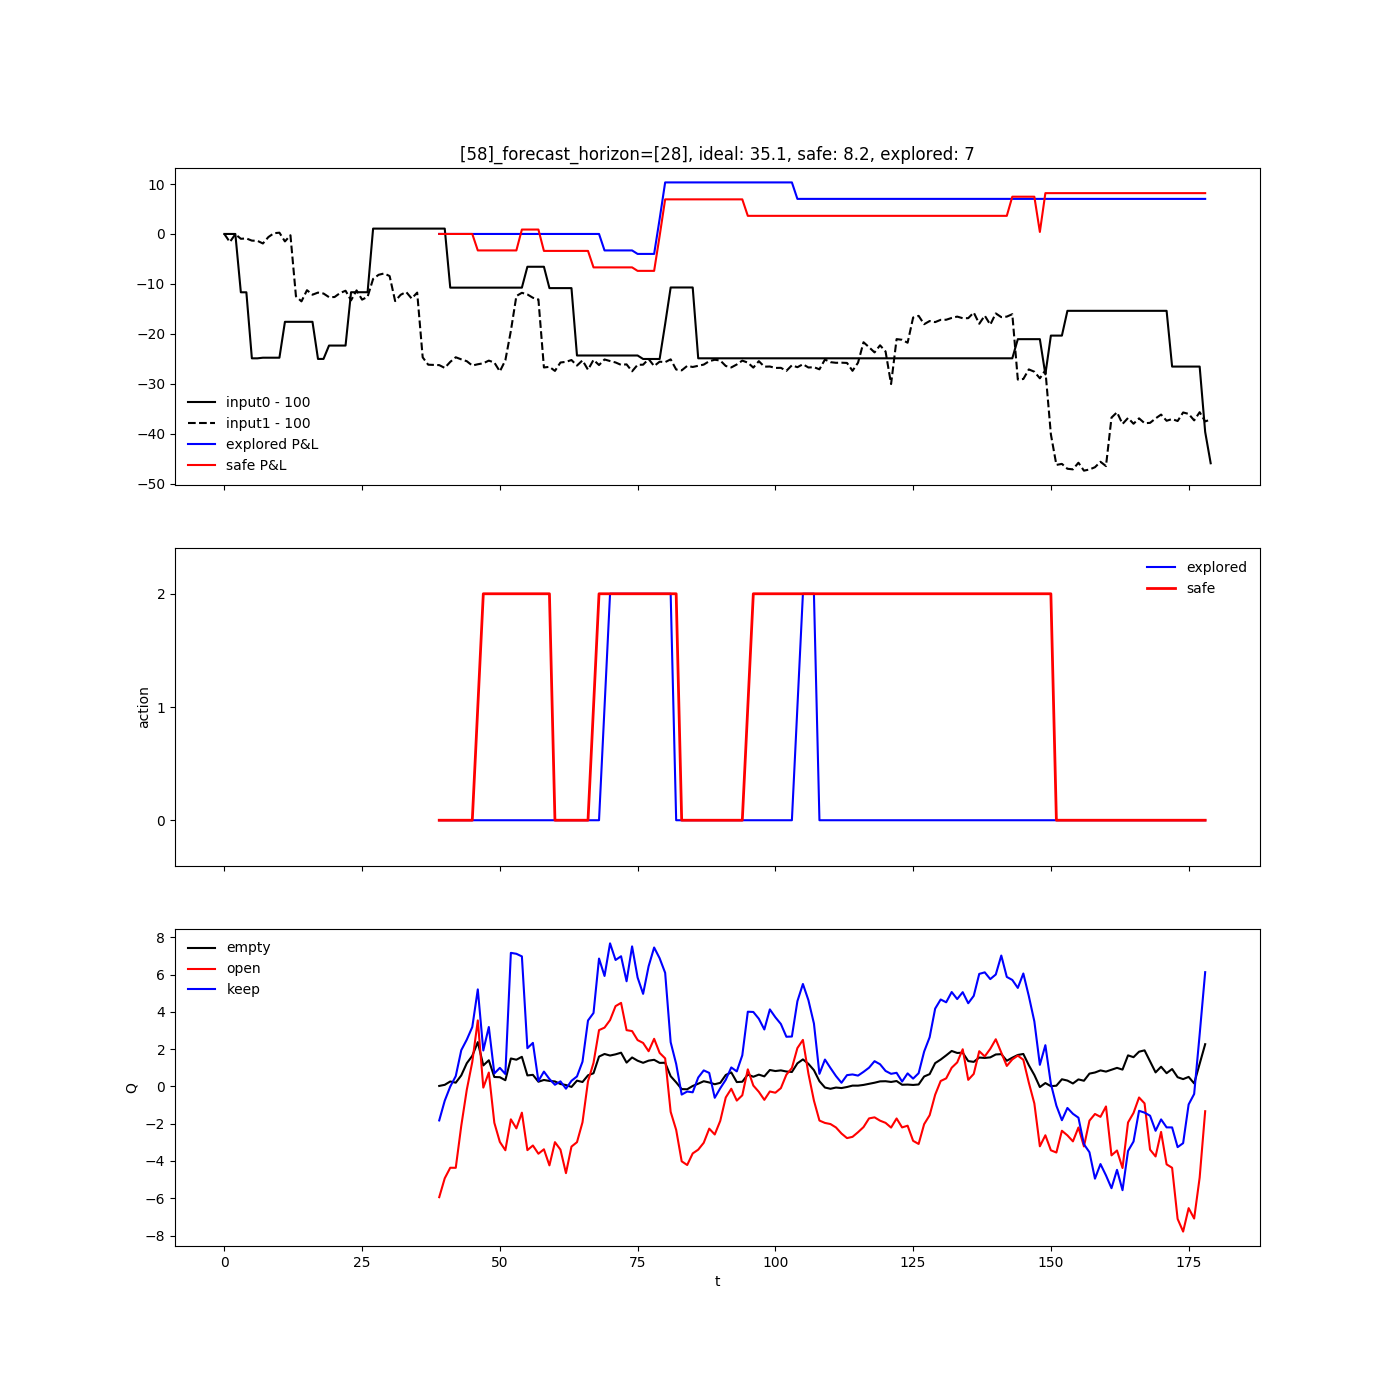 [58]_forecast_horizon=[28], ideal: 35.1, safe: 8.2, explored: 7
10
0
−10
−20
−30
−40
−50
input0 - 100
input1 - 100
explored P&L
safe P&L
2
1
0
action
explored
safe
8
6
4
2
0
−2
−4
−6
−8
Q
empty
open
keep
0 25 50 75 100 125 150 175
t